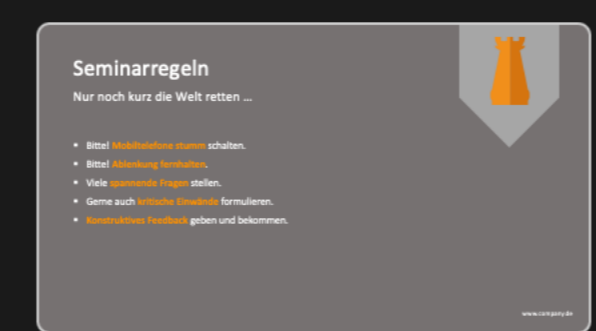 Seminarregeln
Nur noch kurz die Welt retten ...
• Bitte! Mobiltelefone stumm schalten.
• Bitte! Ablenkung fernhalten.
• Viele spannende Fragen stellen.
• Gerne auch kritische Einwände formulieren.
• Konstruktives Feedback geben und bekommen.
www.company.de